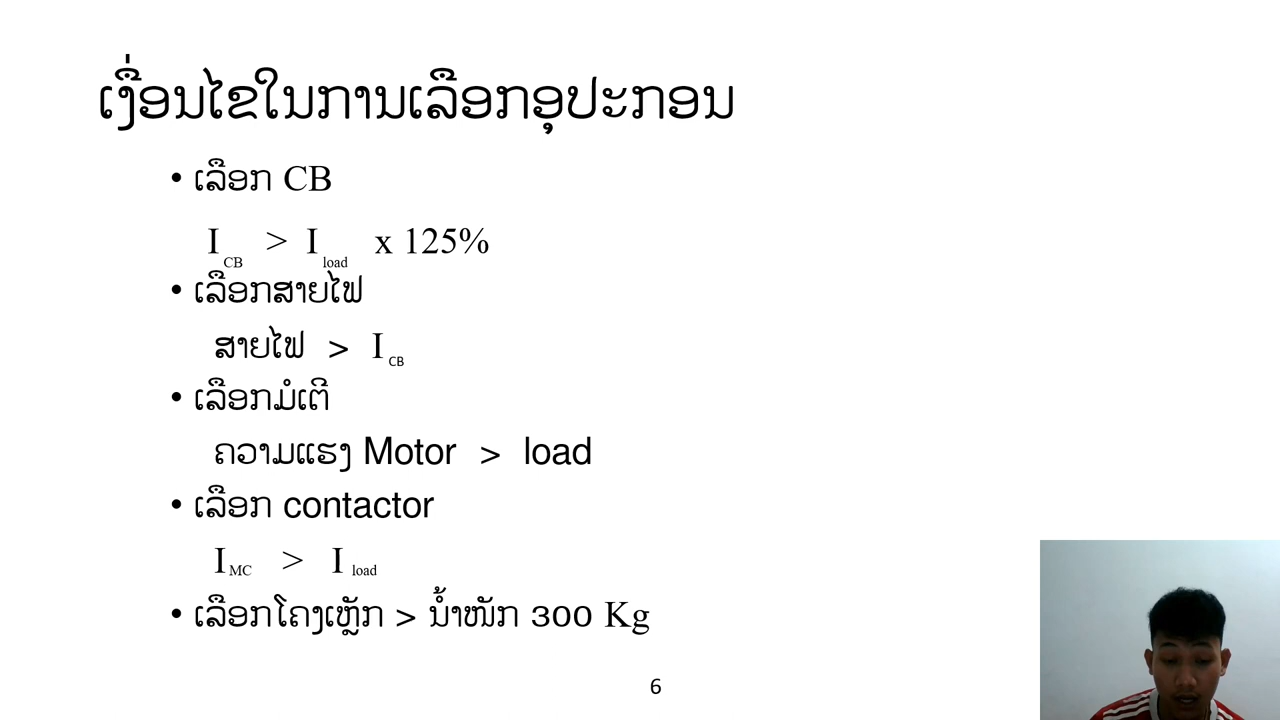 ເງື່ອນໄຂໃນການເລືອກອຸປະກອນ
• ເລືອກ CB
I CB > I load x 125%
• ເລືອກສາຍໄຟ
ສາຍໄຟ > I CB
• ເລືອກມໍເຕີ
ຄວາມແຮງ Motor > load
• ເລືອກ contactor
I MC > I load
• ເລືອກໂຄງເຫຼັກ > ນ້ຳໜັກ 300 Kg
6